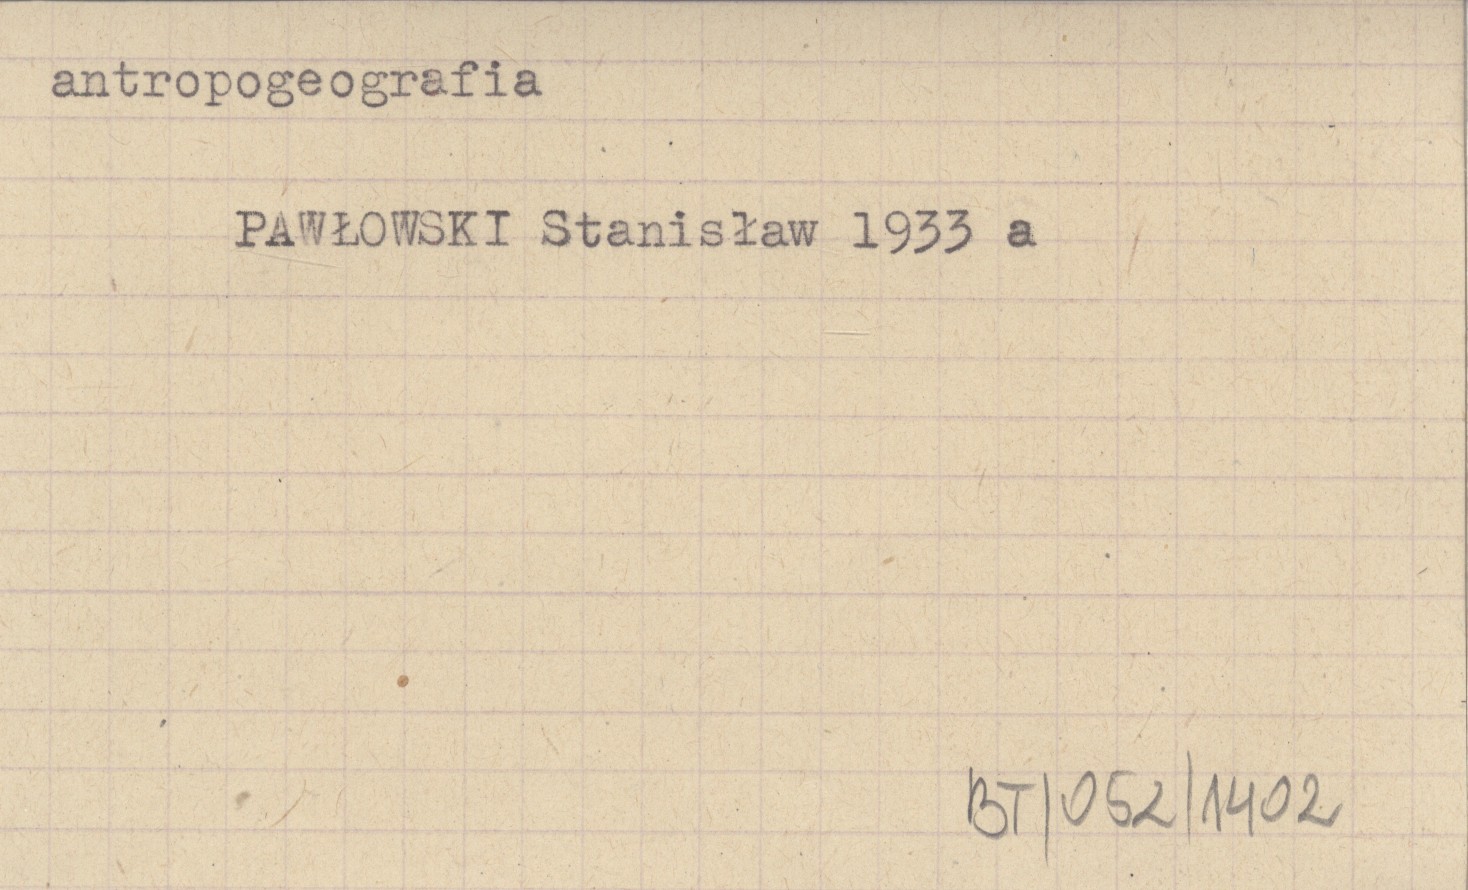 antropogeografia
PAWŁOWSKI Stanisław 1933 a
BT/052/1402